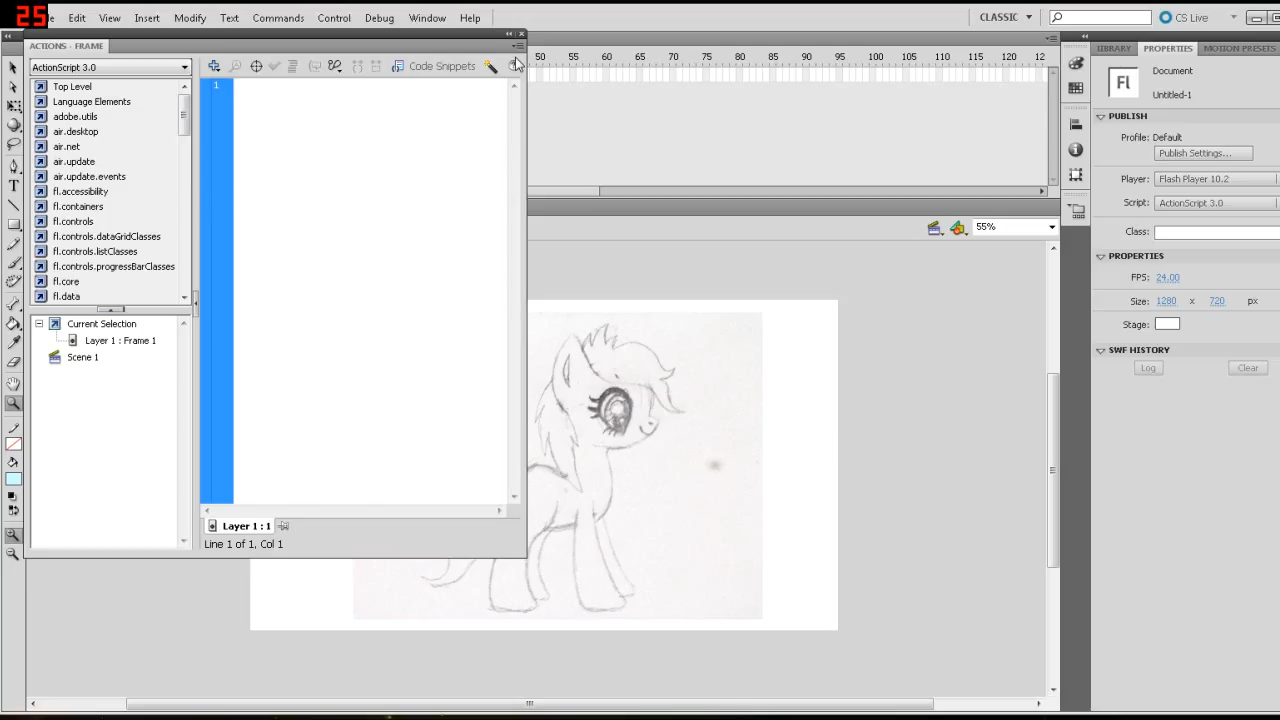 25
Edit View Insert Modify Text Commands Control Debug Window Help CLASSIC CS Live
ACTIONS - FRAME
ActionScript 3.0
Code Snippets
1
Top Level
Language Elements
adobe.utils
air.desktop
air.net
air.update
air.update.events
fl.accessibility
fl.containers
fl.controls
fl.controls.dataGridClasses
fl.controls.listClasses
fl.controls.progressBarClasses
fl.core
fl.data
Current Selection
Layer 1 : Frame 1
Scene 1
Layer 1 : 1
Line 1 of 1, Col 1
50 55 60 65 70 75 80 85 90 95 100 105 110 115 12
55%
LIBRARY PROPERTIES MOTION PRESETS
Fl
Document
Untitled-1
PUBLISH
Profile: Default
Publish Settings...
Player: Flash Player 10.2
Script: ActionScript 3.0
Class:
PROPERTIES
FPS: 24.00
Size: 1280 x 720 px
Stage:
SWF HISTORY
Log Clear